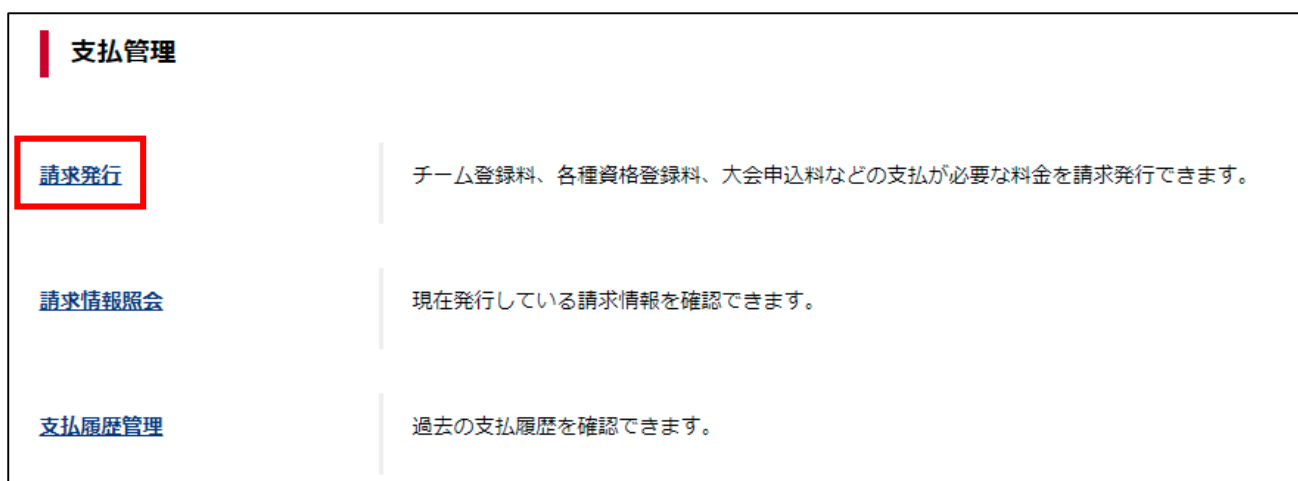 支払管理
請求発行
チーム登録料、各種資格登録料、大会申込料などの支払が必要な料金を請求発行できます。
請求情報照会
現在発行している請求情報を確認できます。
支払履歴管理
過去の支払履歴を確認できます。